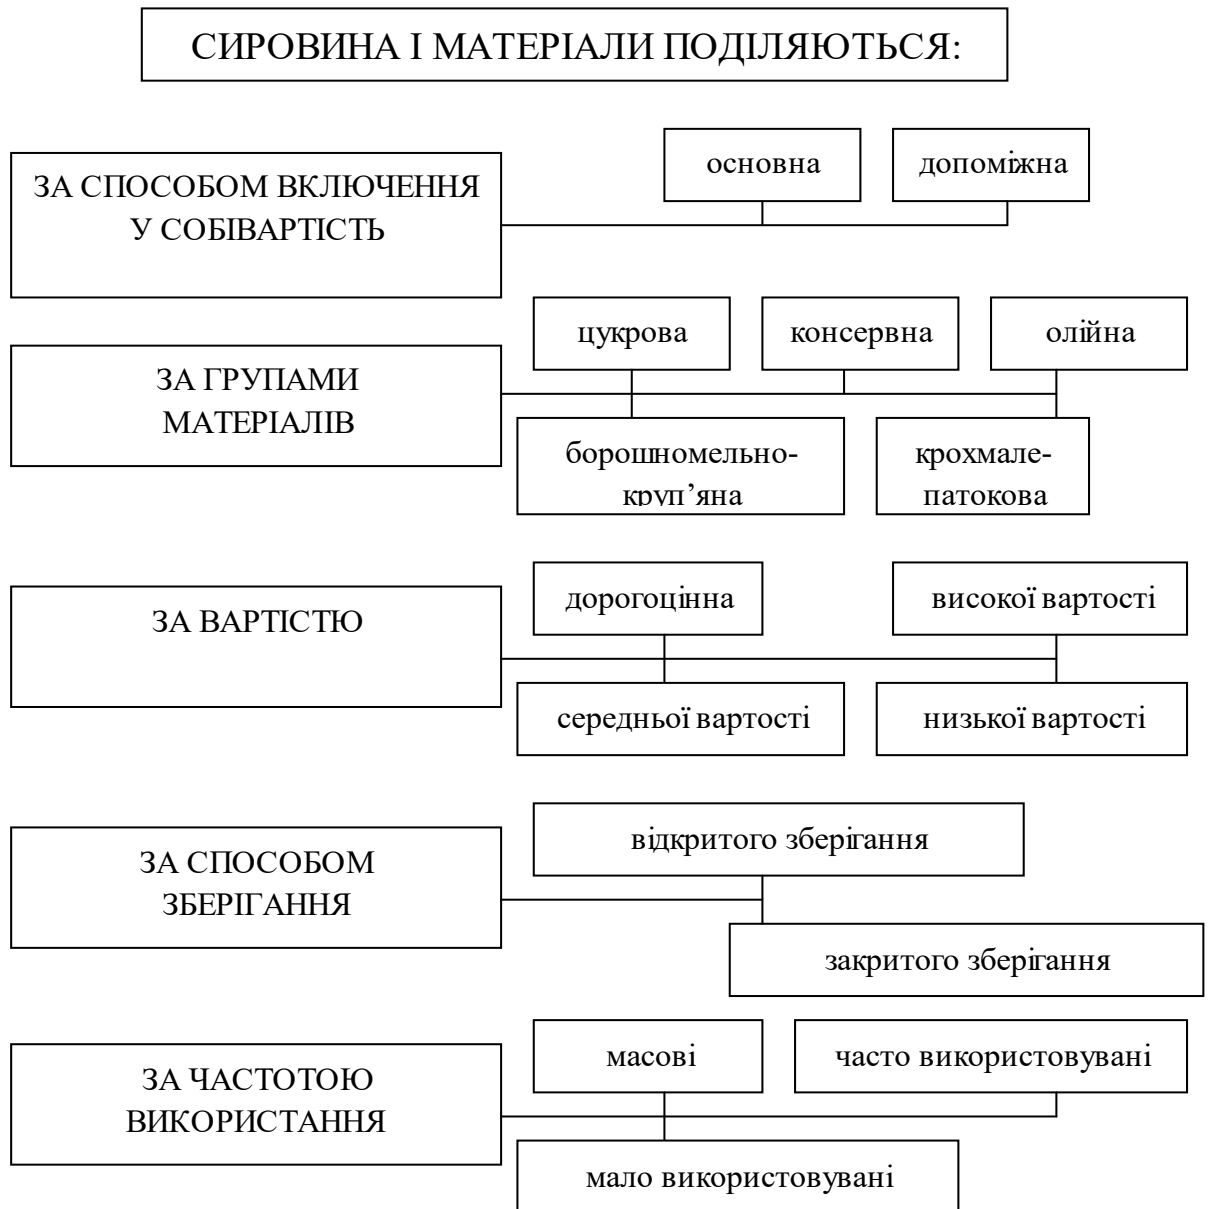 СИРОВИНА І МАТЕРІАЛИ ПОДІЛЯЮТЬСЯ:
ЗА СПОСОБОМ ВКЛЮЧЕННЯ
У СОБІВАРТІСТЬ
основна
допоміжна
ЗА ГРУПАМИ
МАТЕРІАЛІВ
цукрова
консервна
олійна
борошномельно-
круп’яна
крохмале-
патокова
ЗА ВАРТІСТЮ
дорогоцінна
високої вартості
середньої вартості
низької вартості
ЗА СПОСОБОМ
ЗБЕРІГАННЯ
відкритого зберігання
закритого зберігання
ЗА ЧАСТОТОЮ
ВИКОРИСТАННЯ
масові
часто використовувані
мало використовувані